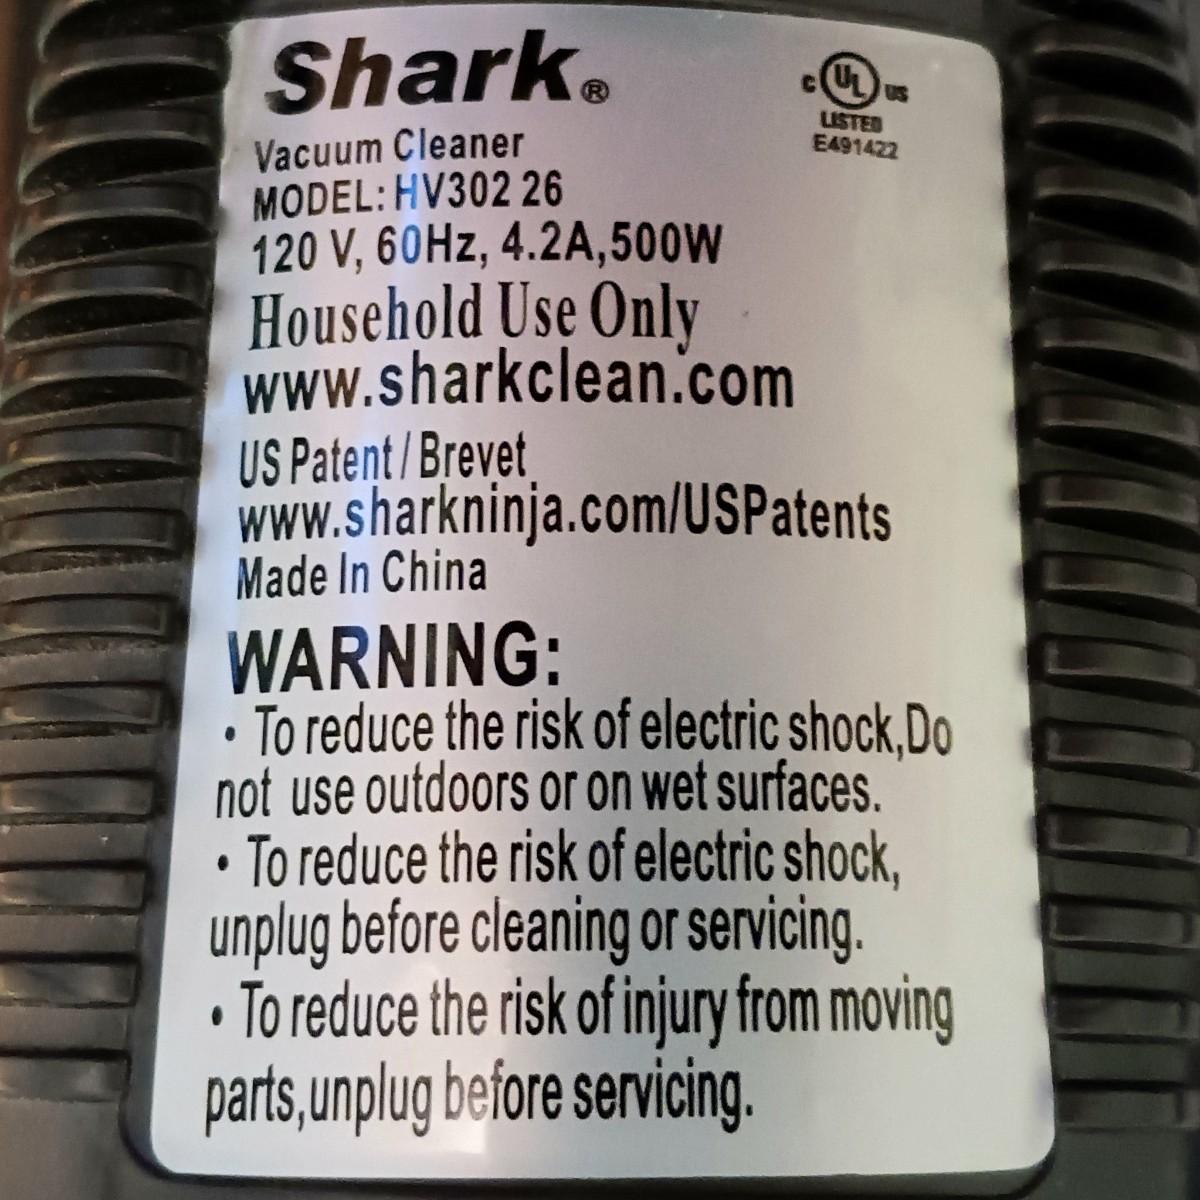 Shark®
C UL US
LISTED
E491422
Vacuum Cleaner
MODEL: HV302 26
120 V, 60Hz, 4.2A,500W
Household Use Only
www.sharkclean.com
US Patent / Brevet
www.sharkninja.com/USPatents
Made In China
WARNING:
• To reduce the risk of electric shock,Do
not use outdoors or on wet surfaces.
• To reduce the risk of electric shock,
unplug before cleaning or servicing.
• To reduce the risk of injury from moving
parts,unplug before servicing.